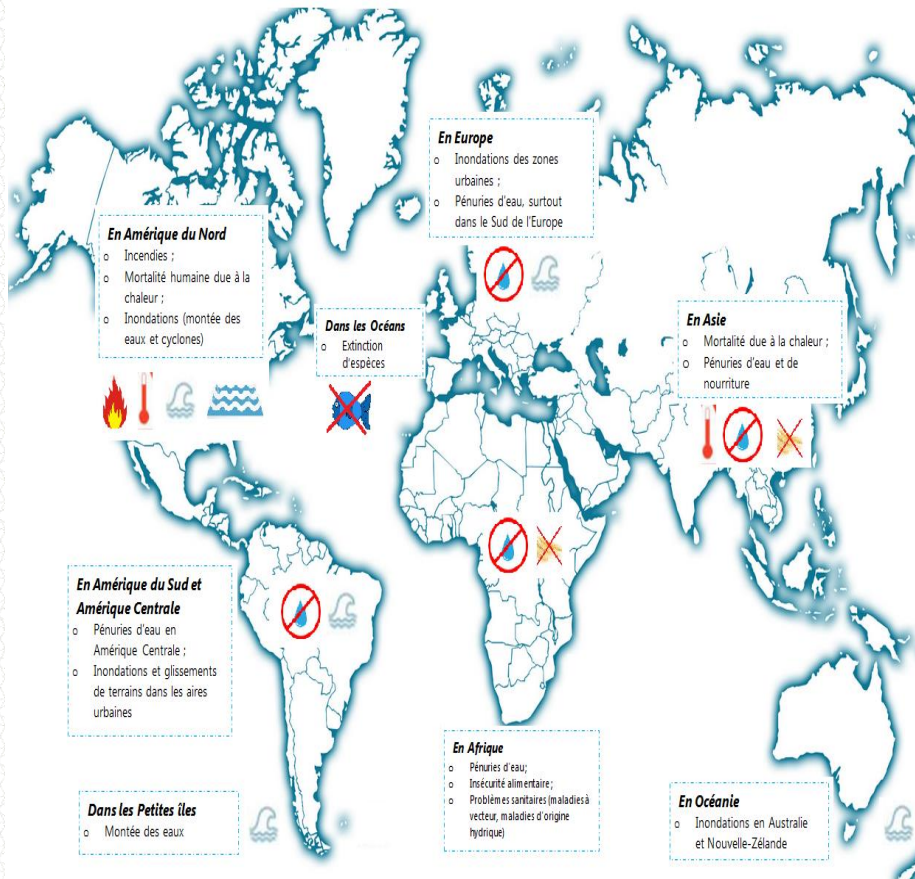 En Europe
o Inondations des zones
urbaines ;
o Pénuries d'eau, surtout
dans le Sud de l'Europe
En Amérique du Nord
o Incendies ;
o Mortalité humaine due à la
chaleur ;
o Inondations (montée des
eaux et cyclones)
Dans les Océans
o Extinction
d'espèces
En Asie
o Mortalité due à la chaleur ;
o Pénuries d'eau et de
nourriture
En Amérique du Sud et
Amérique Centrale
o Pénuries d'eau en
Amérique Centrale ;
o Inondations et glissements
de terrains dans les aires
urbaines
En Afrique
o Pénuries d'eau;
o Insécurité alimentaire ;
o Problèmes sanitaires (maladies à
vecteur, maladies d'origine
hydrique)
Dans les Petites îles
o Montée des eaux
En Océanie
o Inondations en Australie
et Nouvelle-Zélande